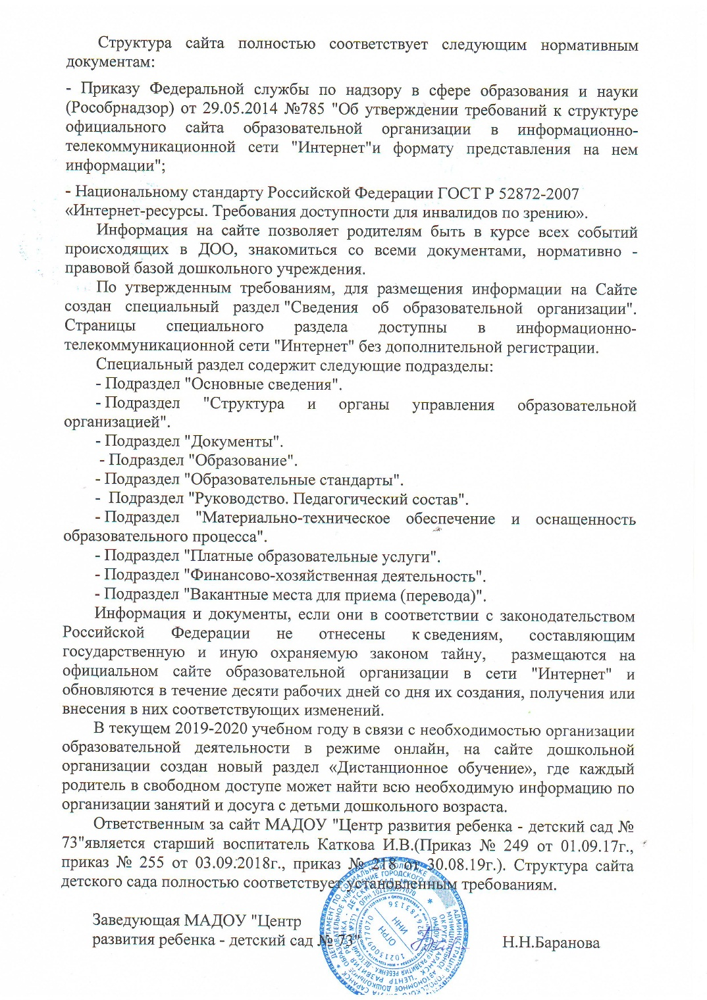 Структура сайта полностью соответствует следующим нормативным
документам:
- Приказу Федеральной службы по надзору в сфере образования и науки
(Рособрнадзор) от 29.05.2014 №785 "Об утверждении требований к структуре
официального сайта образовательной организации в информационно-
телекоммуникационной сети "Интернет"и формату представления на нем
информации";
- Национальному стандарту Российской Федерации ГОСТ Р 52872-2007
«Интернет-ресурсы. Требования доступности для инвалидов по зрению».
Информация на сайте позволяет родителям быть в курсе всех событий
происходящих в ДОО, знакомиться со всеми документами, нормативно -
правовой базой дошкольного учреждения.
По утвержденным требованиям, для размещения информации на Сайте
создан специальный раздел "Сведения об образовательной организации".
Страницы специального раздела доступны в информационно-
телекоммуникационной сети "Интернет" без дополнительной регистрации.
Специальный раздел содержит следующие подразделы:
- Подраздел "Основные сведения".
- Подраздел "Структура и органы управления образовательной
организацией".
- Подраздел "Документы".
- Подраздел "Образование".
- Подраздел "Образовательные стандарты".
- Подраздел "Руководство. Педагогический состав".
- Подраздел "Материально-техническое обеспечение и оснащенность
образовательного процесса".
- Подраздел "Платные образовательные услуги".
- Подраздел "Финансово-хозяйственная деятельность".
- Подраздел "Вакантные места для приема (перевода)".
Информация и документы, если они в соответствии с законодательством
Российской Федерации не отнесены к сведениям, составляющим
государственную и иную охраняемую законом тайну, размещаются на
официальном сайте образовательной организации в сети "Интернет" и
обновляются в течение десяти рабочих дней со дня их создания, получения или
внесения в них соответствующих изменений.
В текущем 2019-2020 учебном году в связи с необходимостью организации
образовательной деятельности в режиме онлайн, на сайте дошкольной
организации создан новый раздел «Дистанционное обучение», где каждый
родитель в свободном доступе может найти всю необходимую информацию по
организации занятий и досуга с детьми дошкольного возраста.
Ответственным за сайт МАДОУ "Центр развития ребенка - детский сад №
73"является старший воспитатель Каткова И.В.(Приказ № 249 от 01.09.17г.,
приказ № 255 от 03.09.2018г., приказ № 218 от 30.08.19г.). Структура сайта
детского сада полностью соответствует установленным требованиям.
Заведующая МАДОУ "Центр
развития ребенка - детский сад № 73" Н.Н.Баранова
ОГРН
ИНН
1021300977070